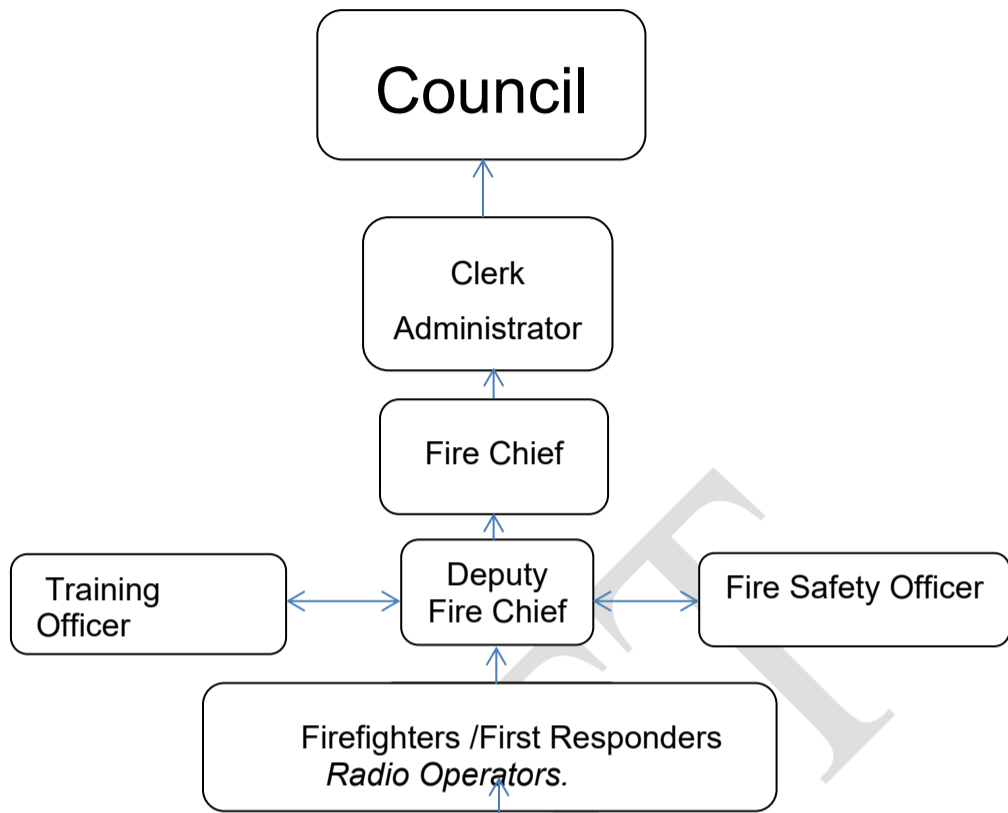 Council
Clerk
Administrator
Fire Chief
Training
Officer
Deputy
Fire Chief
Fire Safety Officer
Firefighters /First Responders
Radio Operators.